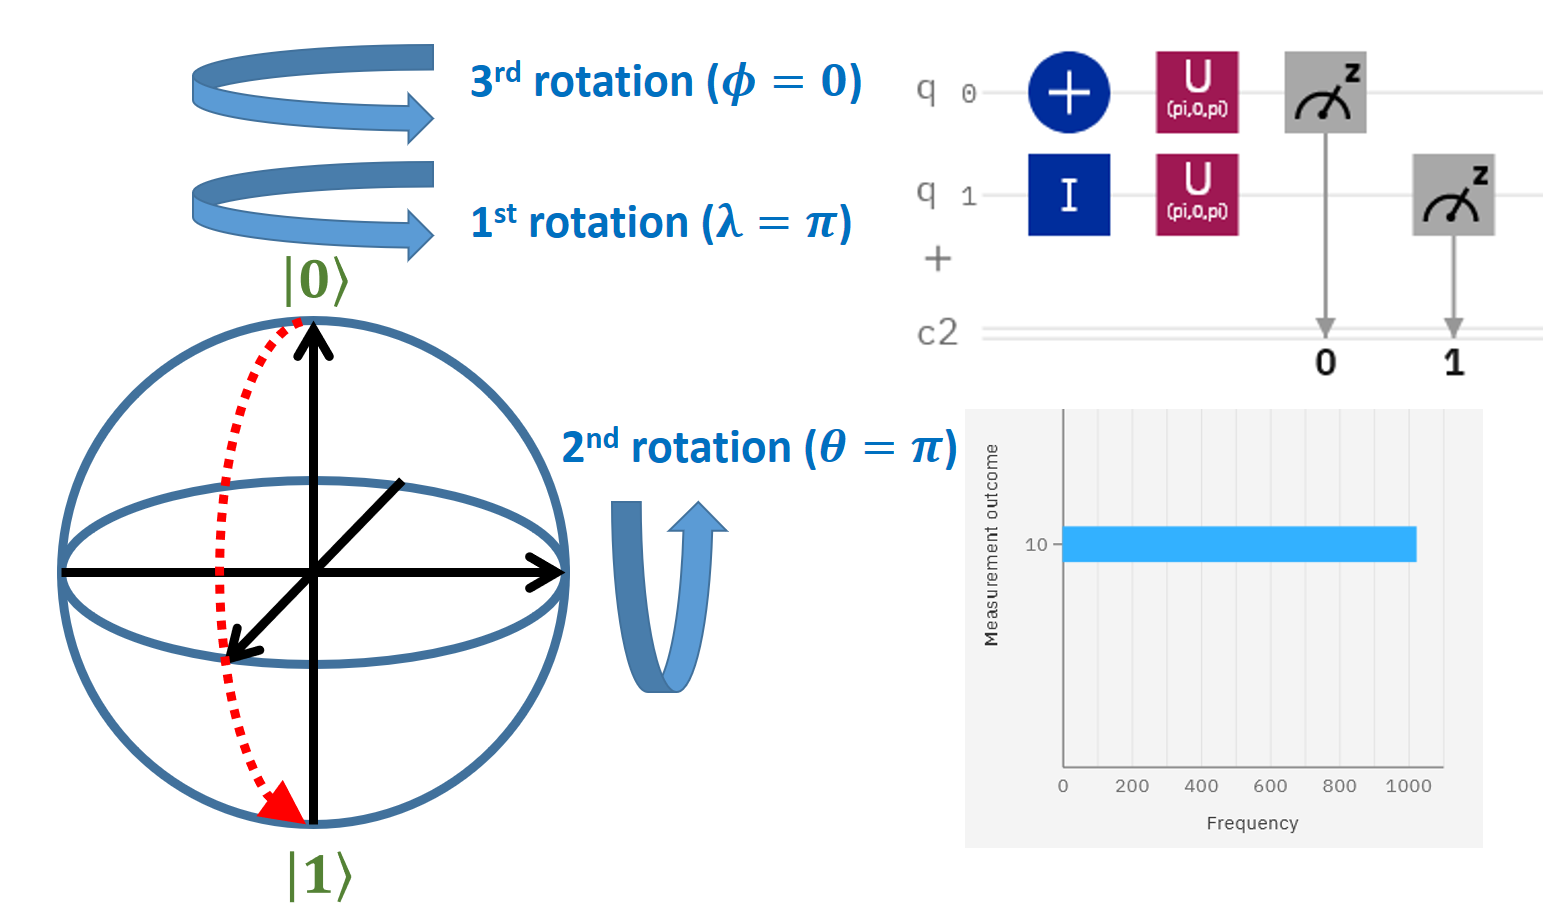 3rd rotation (ϕ = 0)
1st rotation (λ = π)
|0⟩
2nd rotation (θ = π)
|1⟩
q 0
+
U
(pi,0,pi)
z
q 1
I
U
(pi,0,pi)
z
+
c2
0
1
Measurement outcome
10
0 200 400 600 800 1000
Frequency